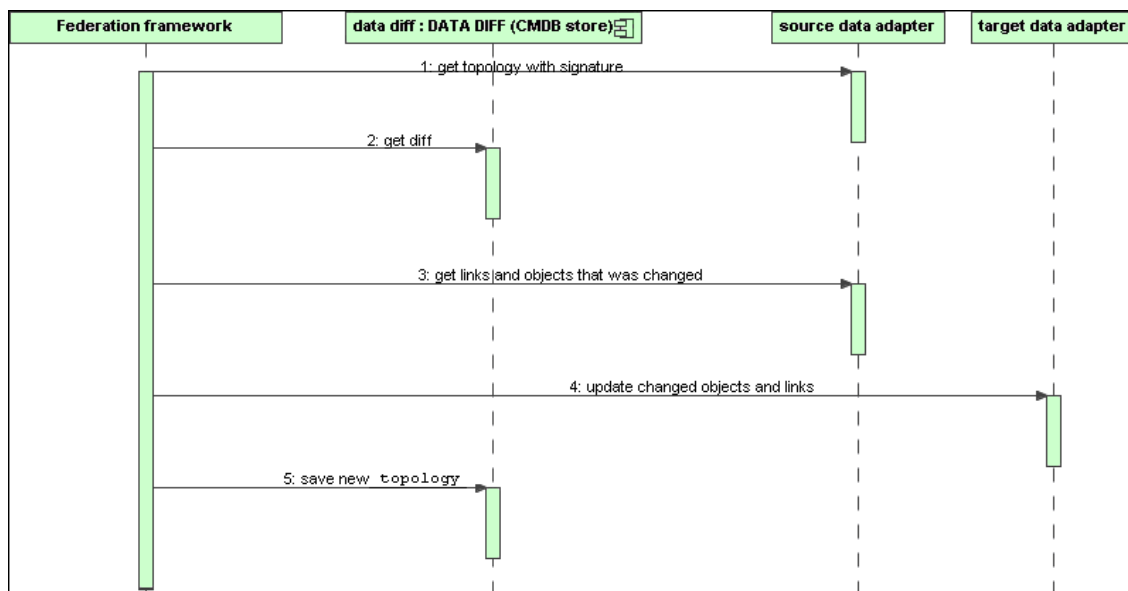 Federation framework
data diff : DATA DIFF (CMDB store)
source data adapter
target data adapter
1: get topology with signature
2: get diff
3: get links and objects that was changed
4: update changed objects and links
5: save new topology